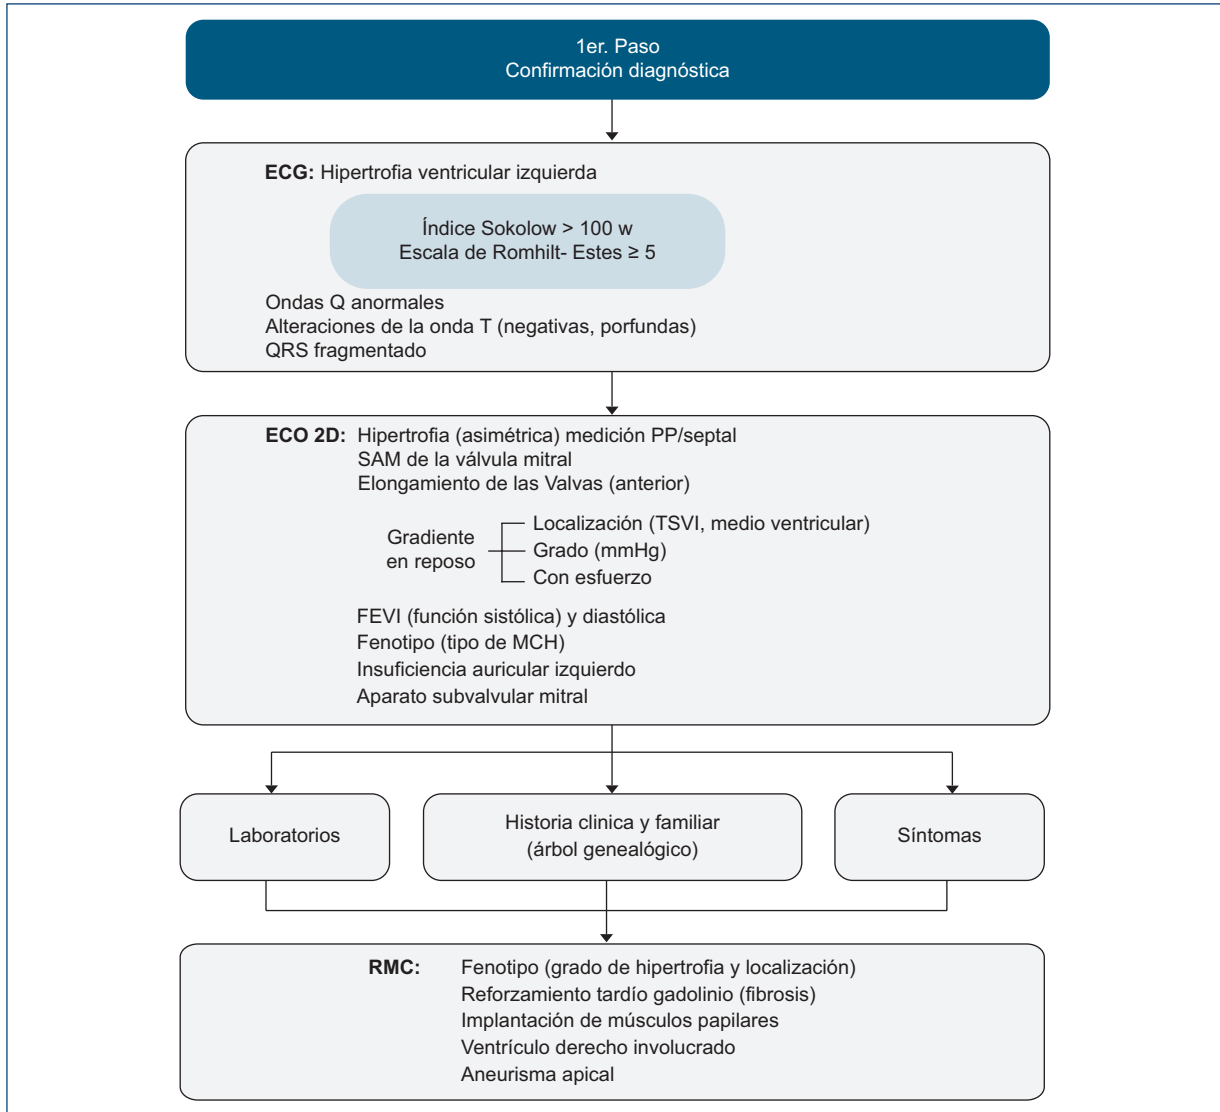 1er. Paso
Confirmación diagnóstica
ECG: Hipertrofia ventricular izquierda
Índice Sokolow > 100 w
Escala de Romhilt- Estes ≥ 5
Ondas Q anormales
Alteraciones de la onda T (negativas, porfundas)
QRS fragmentado
ECO 2D: Hipertrofia (asimétrica) medición PP/septal
SAM de la válvula mitral
Elongamiento de las Valvas (anterior)
Gradiente
en reposo
Localización (TSVI, medio ventricular)
Grado (mmHg)
Con esfuerzo
FEVI (función sistólica) y diastólica
Fenotipo (tipo de MCH)
Insuficiencia auricular izquierdo
Aparato subvalvular mitral
Laboratorios
Historia clinica y familiar
(árbol genealógico)
Síntomas
RMC: Fenotipo (grado de hipertrofia y localización)
Reforzamiento tardío gadolinio (fibrosis)
Implantación de músculos papilares
Ventrículo derecho involucrado
Aneurisma apical